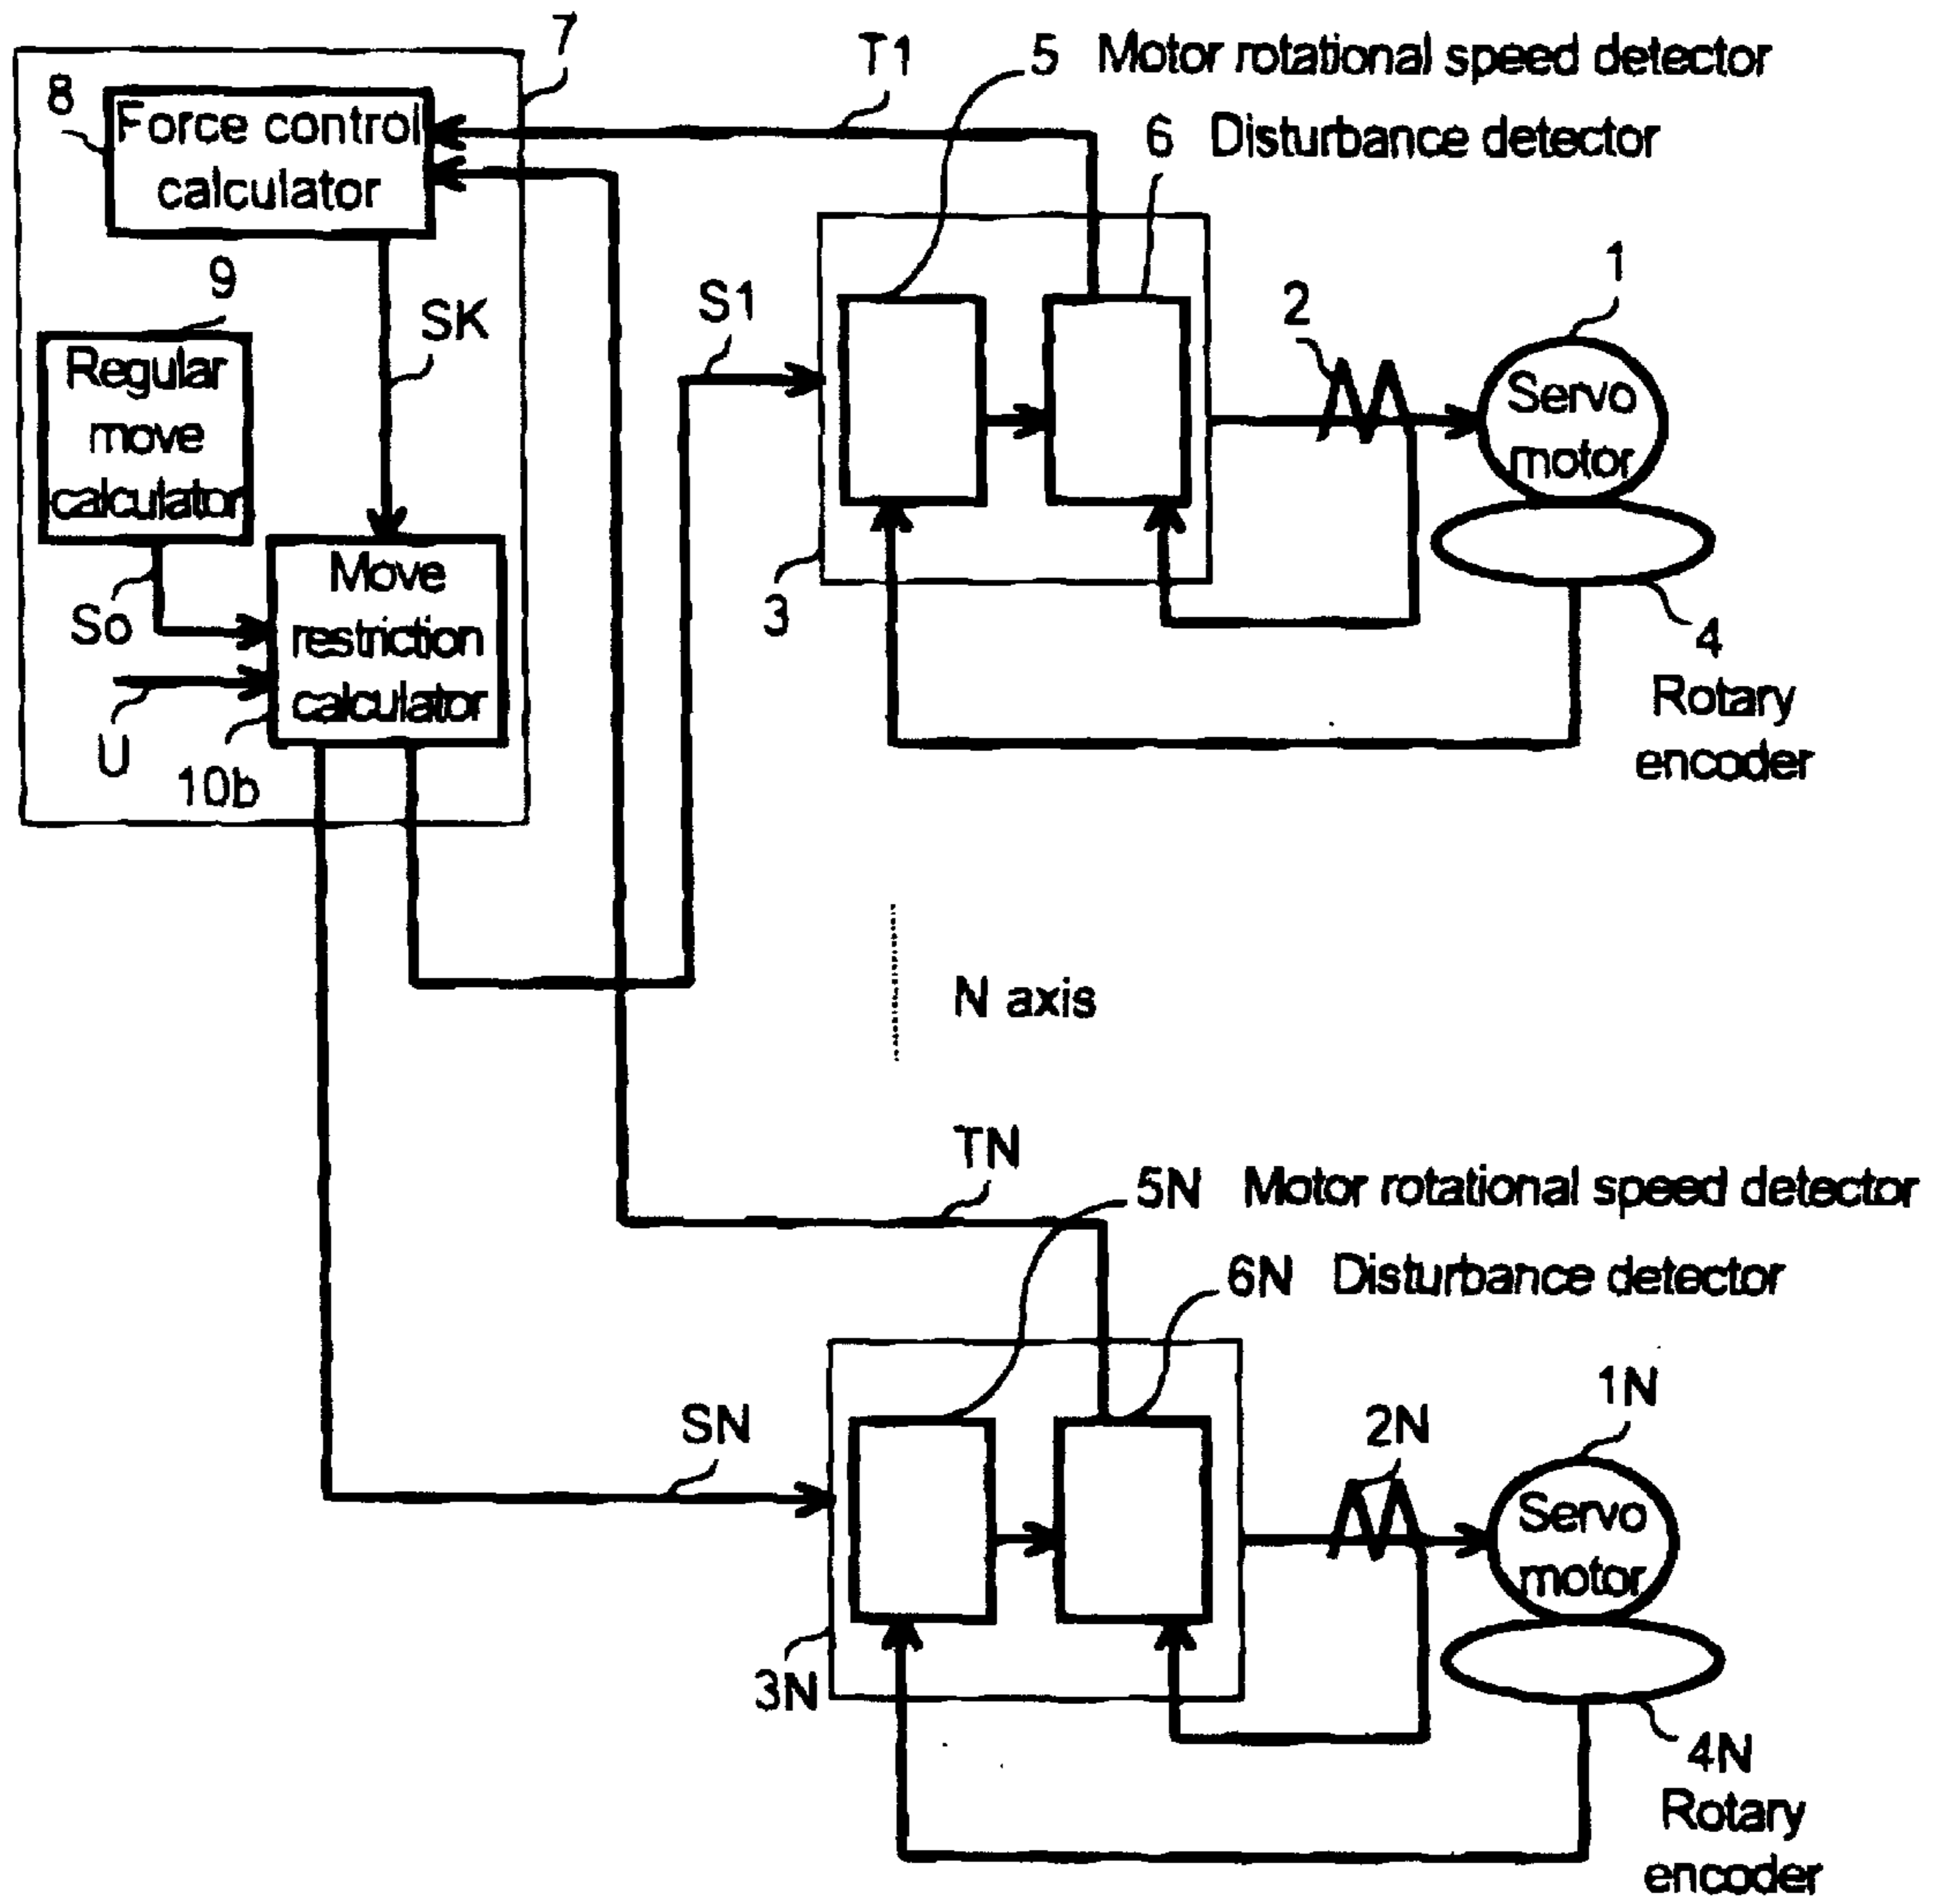 7
T1
5 Motor rotational speed detector
8
Force control
calculator
6 Disturbance detector
9
SK
S1
2
1
Regular
move
calculator
Servo
motor
So
Move
restriction
calculator
3
4
Rotary
encoder
U
10b
N axis
TN
5N Motor rotational speed detector
6N Disturbance detector
SN
2N
1N
Servo
motor
3N
4N
Rotary
encoder